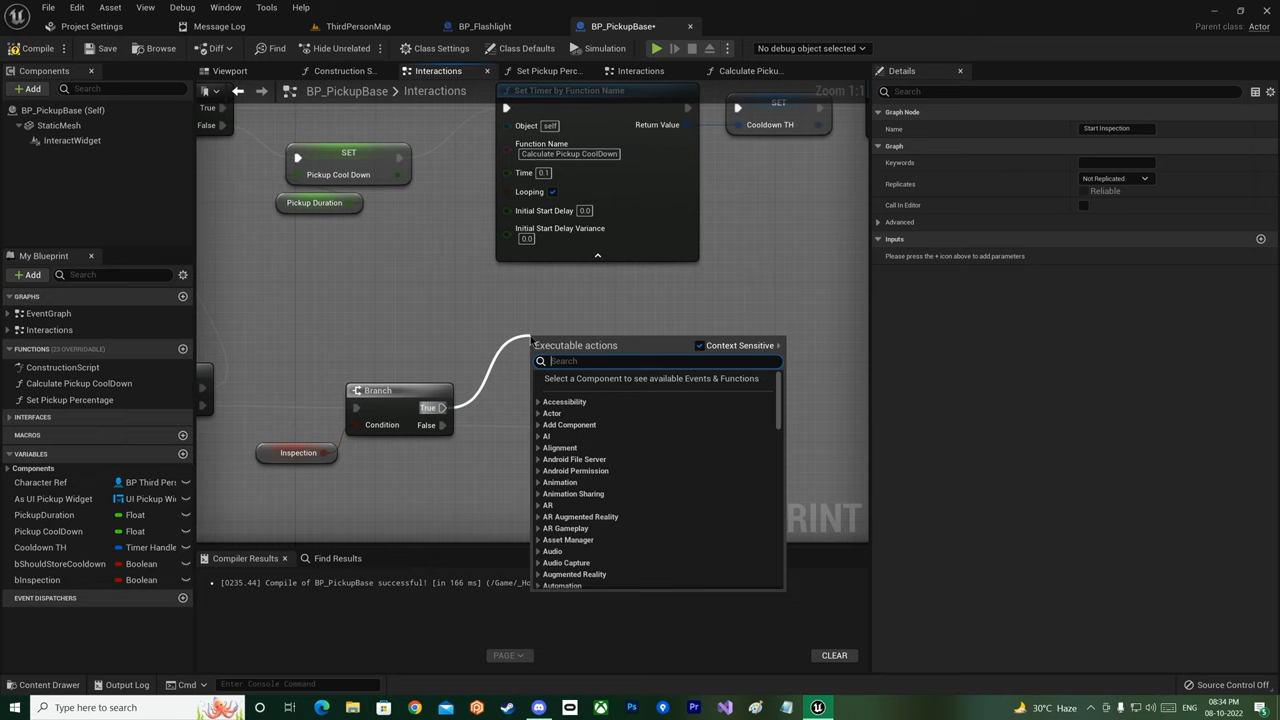 File Edit Asset View Debug Window Tools Help
Project Settings Message Log ThirdPersonMap BP_Flashlight BP_PickupBase• Parent class: Actor
Compile Save Browse Diff Find Hide Unrelated Class Settings Class Defaults Simulation No debug object selected
Components
Add Search
BP_PickupBase (Self)
StaticMesh
InteractWidget
My Blueprint
Add Search
GRAPHS
EventGraph
Interactions
FUNCTIONS (23 OVERRIDABLE)
ConstructionScript
Calculate Pickup CoolDown
Set Pickup Percentage
INTERFACES
MACROS
VARIABLES
Components
Character Ref BP Third Pers
As UI Pickup Widget UI Pickup Wi
PickupDuration Float
Pickup CoolDown Float
Cooldown TH Timer Handle
bShouldStoreCooldown Boolean
bInspection Boolean
EVENT DISPATCHERS
Viewport Construction S... Interactions Set Pickup Perc... Interactions Calculate Picku...
BP_PickupBase > Interactions Zoom 1:1
True
False
SET
Pickup Cool Down
Pickup Duration
Set Timer by Function Name
Object self
Return Value
Function Name
Calculate Pickup CoolDown
Time 0.1
Looping
Initial Start Delay 0.0
Initial Start Delay Variance
0.0
SET
Cooldown TH
Branch
True
Condition False
Inspection
RINT
Executable actions Context Sensitive
Search
Select a Component to see available Events & Functions
Accessibility
Actor
Add Component
AI
Alignment
Android File Server
Android Permission
Animation
Animation Sharing
AR
AR Augmented Reality
AR Gameplay
Asset Manager
Audio
Audio Capture
Augmented Reality
Automation
Compiler Results Find Results
[0235.44] Compile of BP_PickupBase successful! [in 166 ms] (/Game/_Ho
PAGE
CLEAR
Details
Search
Graph Node
Name Start Inspection
Graph
Keywords
Replicates Not Replicated
Reliable
Call In Editor
Advanced
Inputs
Please press the + icon above to add parameters
Content Drawer Output Log Cmd Enter Console Command Source Control Off
Type here to search
30°C Haze
08:34 PM
08-10-2022